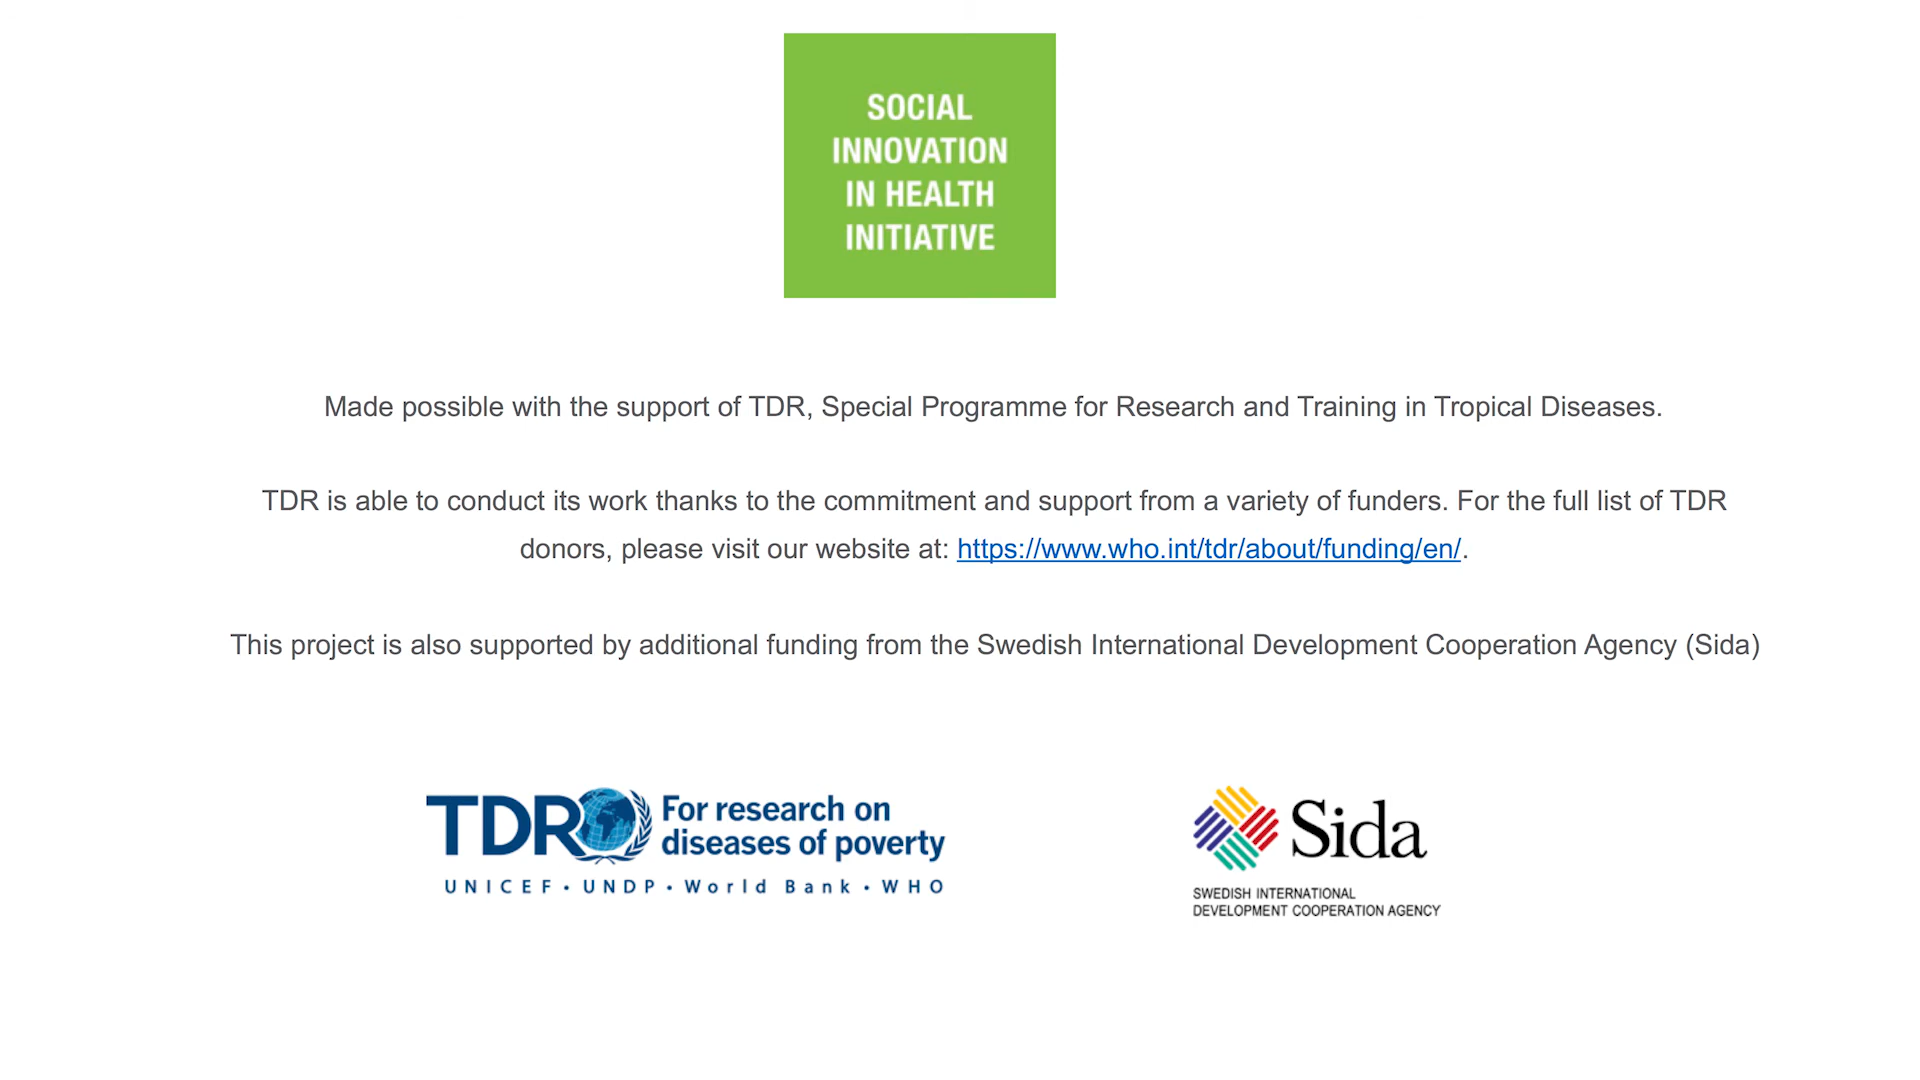 SOCIAL
INNOVATION
IN HEALTH
INITIATIVE
Made possible with the support of TDR, Special Programme for Research and Training in Tropical Diseases.
TDR is able to conduct its work thanks to the commitment and support from a variety of funders. For the full list of TDR
donors, please visit our website at: https://www.who.int/tdr/about/funding/en/.
This project is also supported by additional funding from the Swedish International Development Cooperation Agency (Sida)
TDR For research on
diseases of poverty
UNICEF • UNDP • World Bank • WHO
Sida
SWEDISH INTERNATIONAL
DEVELOPMENT COOPERATION AGENCY